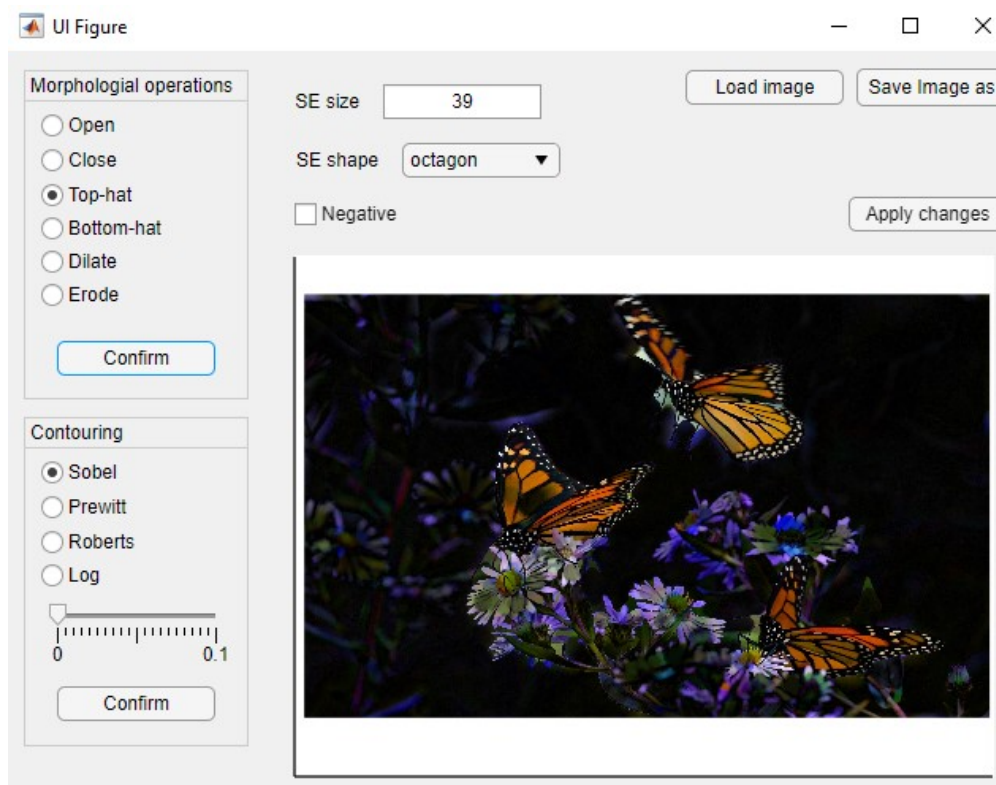 UI Figure
Morphologial operations
Open
Close
Top-hat
Bottom-hat
Dilate
Erode
Confirm
Contouring
Sobel
Prewitt
Roberts
Log
0 0.1
Confirm
SE size 39
SE shape octagon
Negative
Load image
Save Image as
Apply changes